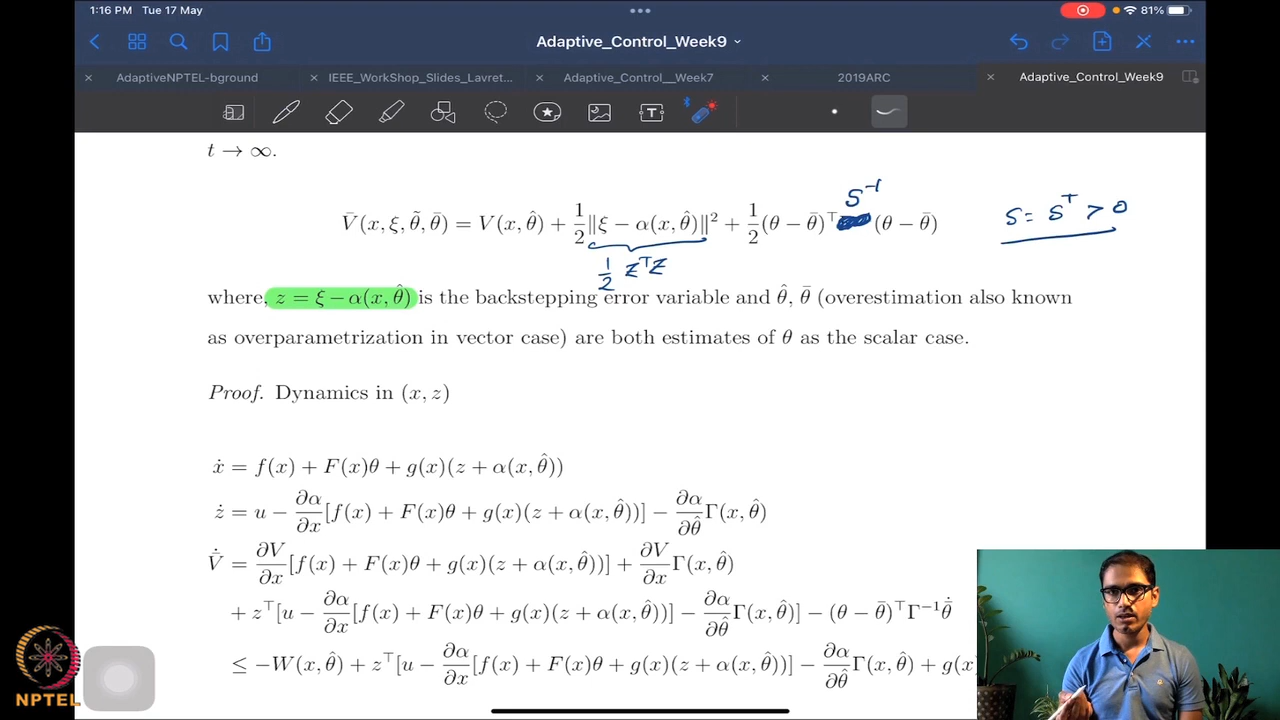 1:16 PM Tue 17 May
81%
Adaptive_Control_Week9
AdaptiveNPTEL-bground
IEEE_WorkShop_Slides_Lavret...
Adaptive_Control__Week7
2019ARC
Adaptive_Control_Week9
t → ∞.
S⁻¹
V̄(x, ξ, θ̃, θ̄) = V(x, θ̂) + 1/2 ‖ξ − α(x, θ̂)‖² + 1/2 (θ − θ̄)ᵀ (θ − θ̄)
S = Sᵀ > 0
1/2 zᵀz
where, z = ξ − α(x, θ̂) is the backstepping error variable and θ̂, θ̄ (overestimation also known
as overparametrization in vector case) are both estimates of θ as the scalar case.
Proof. Dynamics in (x, z)
ẋ = f(x) + F(x)θ + g(x)(z + α(x, θ̂))
ż = u − ∂α/∂x [f(x) + F(x)θ + g(x)(z + α(x, θ̂))] − ∂α/∂θ̂ Γ(x, θ̂)
V̄̇ = ∂V/∂x [f(x) + F(x)θ + g(x)(z + α(x, θ̂))] + ∂V/∂x Γ(x, θ̂)
+ zᵀ[u − ∂α/∂x [f(x) + F(x)θ + g(x)(z + α(x, θ̂))] − ∂α/∂θ̂ Γ(x, θ̂)] − (θ − θ̄)ᵀΓ⁻¹θ̄̇
≤ −W(x, θ̂) + zᵀ[u − ∂α/∂x [f(x) + F(x)θ + g(x)(z + α(x, θ̂))] − ∂α/∂θ̂ Γ(x, θ̂) + g(x)
NPTEL